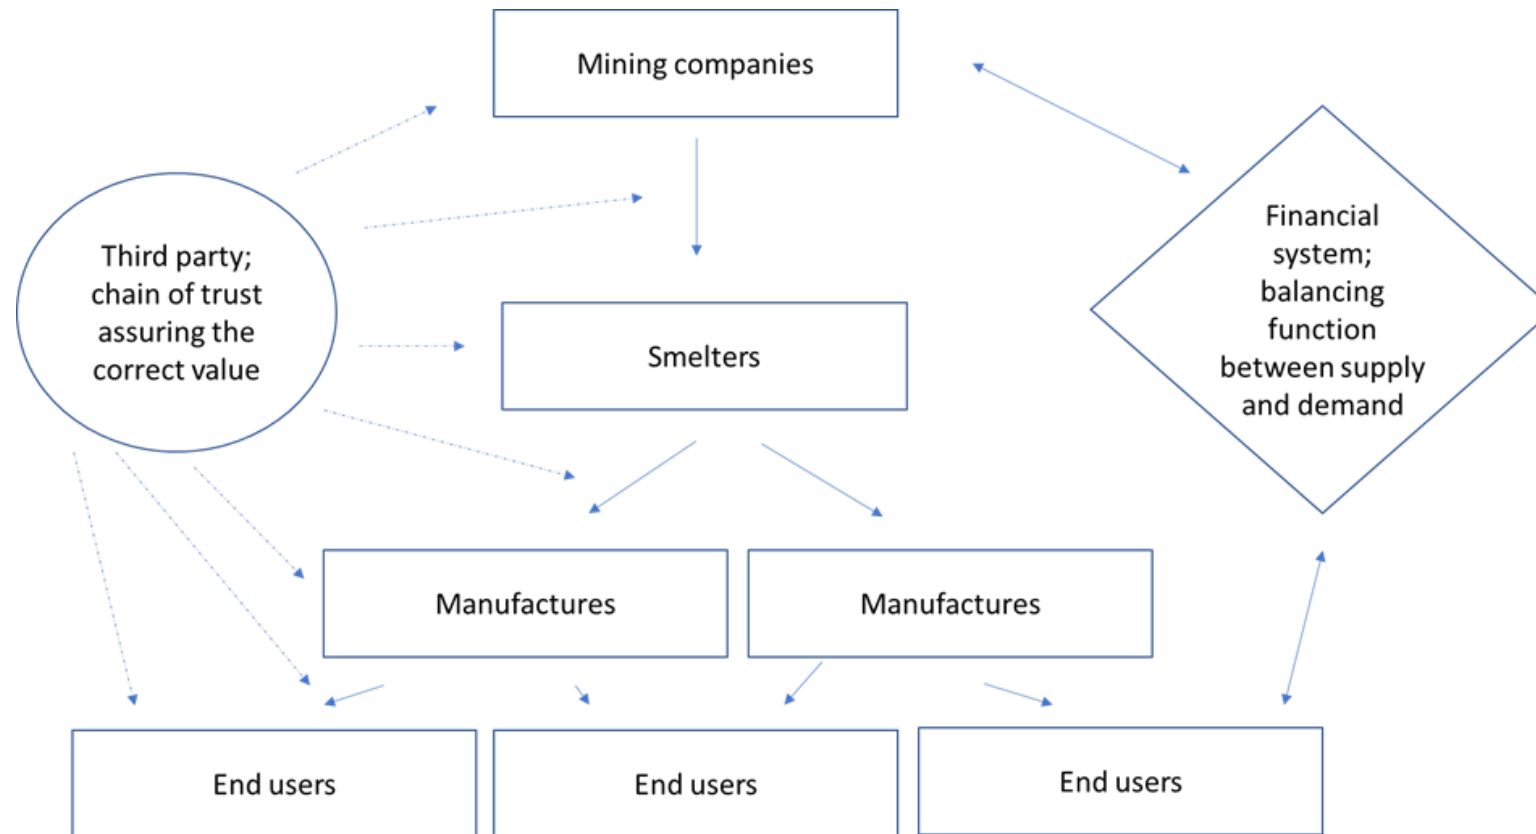 Mining companies
Third party;
chain of trust
assuring the
correct value
Financial
system;
balancing
function
between supply
and demand
Smelters
Manufactures
Manufactures
End users
End users
End users